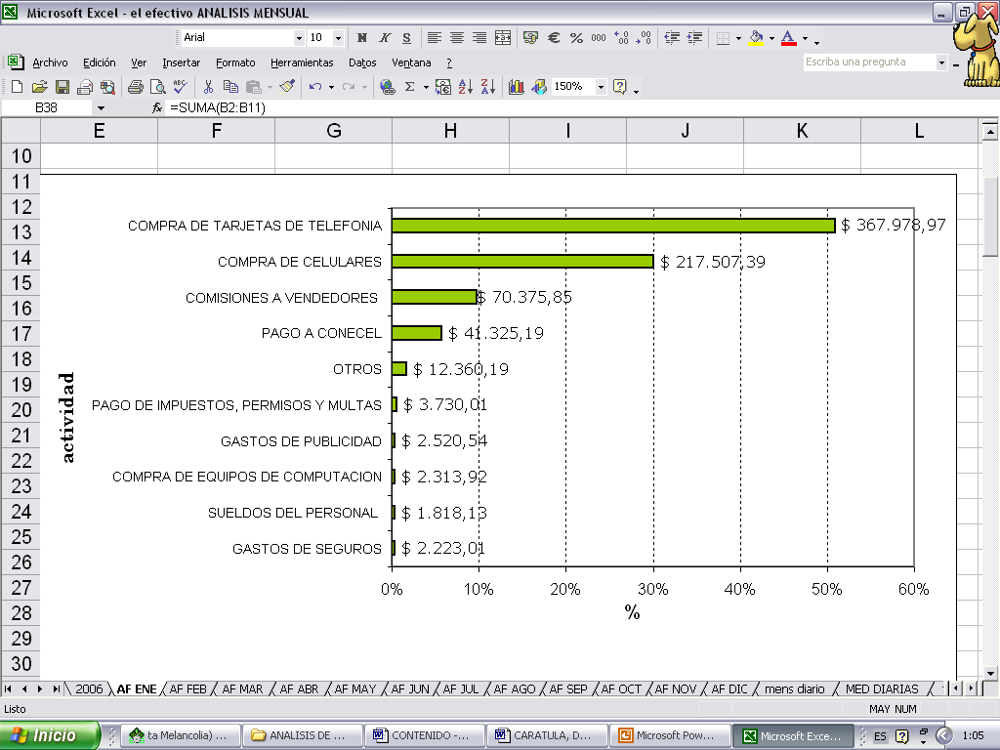 Microsoft Excel - el efectivo ANALISIS MENSUAL
Arial 10 N K S € % 000
Archivo Edición Ver Insertar Formato Herramientas Datos Ventana ? Escriba una pregunta
150%
B38 fx =SUMA(B2:B11)
E F G H I J K L
10
11
12
13
14
15
16
17
18
19
20
21
22
23
24
25
26
27
28
29
30
actividad
COMPRA DE TARJETAS DE TELEFONIA $ 367.978,97
COMPRA DE CELULARES $ 217.507,39
COMISIONES A VENDEDORES $ 70.375,85
PAGO A CONECEL $ 41.325,19
OTROS $ 12.360,19
PAGO DE IMPUESTOS, PERMISOS Y MULTAS $ 3.730,01
GASTOS DE PUBLICIDAD $ 2.520,54
COMPRA DE EQUIPOS DE COMPUTACION $ 2.313,92
SUELDOS DEL PERSONAL $ 1.818,13
GASTOS DE SEGUROS $ 2.223,01
0% 10% 20% 30% 40% 50% 60%
%
2006 AF ENE AF FEB AF MAR AF ABR AF MAY AF JUN AF JUL AF AGO AF SEP AF OCT AF NOV AF DIC mens diario MED DIARIAS
Listo MAY NUM
Inicio ta Melancolia) ... ANALISIS DE ... CONTENIDO -... CARATULA, D... Microsoft Pow... Microsoft Exce... ES 1:05